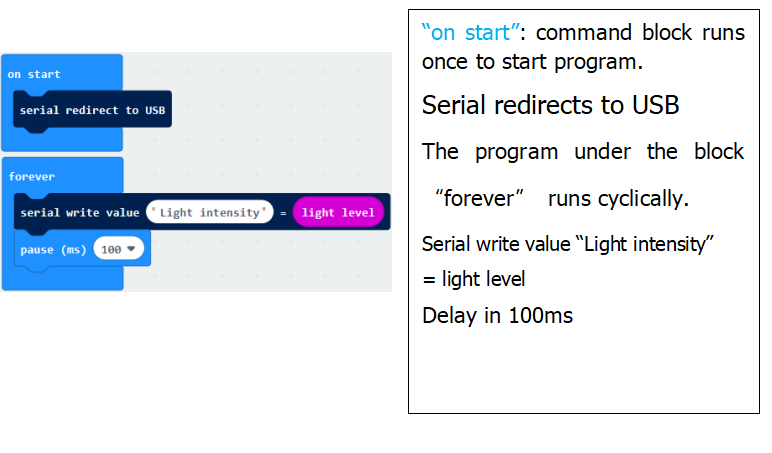 on start
serial redirect to USB
forever
serial write value "Light intensity" = light level
pause (ms) 100
“on start”: command block runs
once to start program.
Serial redirects to USB
The program under the block
“forever” runs cyclically.
Serial write value “Light intensity”
= light level
Delay in 100ms